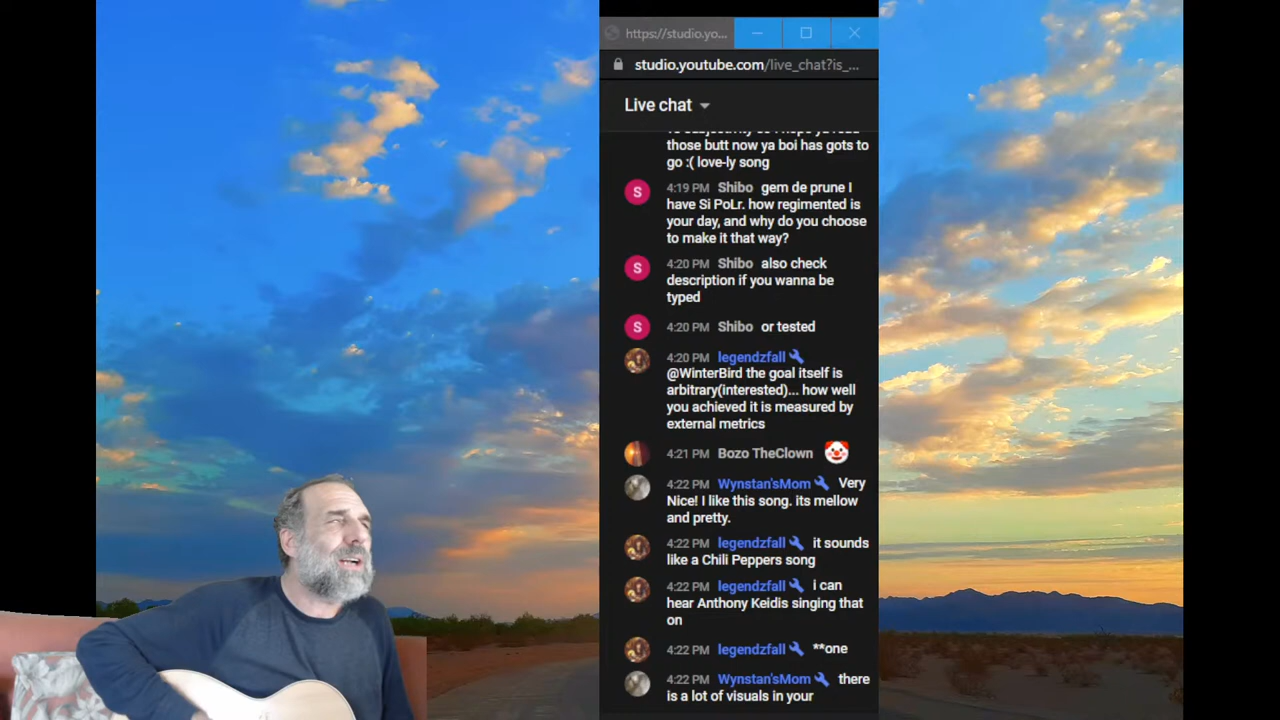 https://studio.yo...
studio.youtube.com/live_chat?is_...
Live chat
those butt now ya boi has gots to
go :( love-ly song
S
4:19 PM Shibo gem de prune I
have Si PoLr. how regimented is
your day, and why do you choose
to make it that way?
S
4:20 PM Shibo also check
description if you wanna be
typed
S
4:20 PM Shibo or tested
4:20 PM legendzfall
@WinterBird the goal itself is
arbitrary(interested)... how well
you achieved it is measured by
external metrics
4:21 PM Bozo TheClown
4:22 PM Wynstan'sMom Very
Nice! I like this song. its mellow
and pretty.
4:22 PM legendzfall it sounds
like a Chili Peppers song
4:22 PM legendzfall i can
hear Anthony Keidis singing that
on
4:22 PM legendzfall **one
4:22 PM Wynstan'sMom there
is a lot of visuals in your